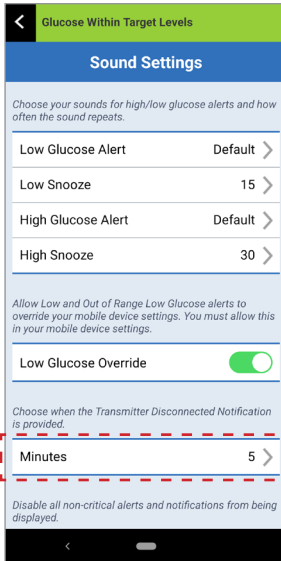 Glucose Within Target Levels
Sound Settings
Choose your sounds for high/low glucose alerts and how
often the sound repeats.
Low Glucose Alert Default
Low Snooze 15
High Glucose Alert Default
High Snooze 30
Allow Low and Out of Range Low Glucose alerts to
override your mobile device settings. You must allow this
in your mobile device settings.
Low Glucose Override
Choose when the Transmitter Disconnected Notification
is provided.
Minutes 5
Disable all non-critical alerts and notifications from being
displayed.